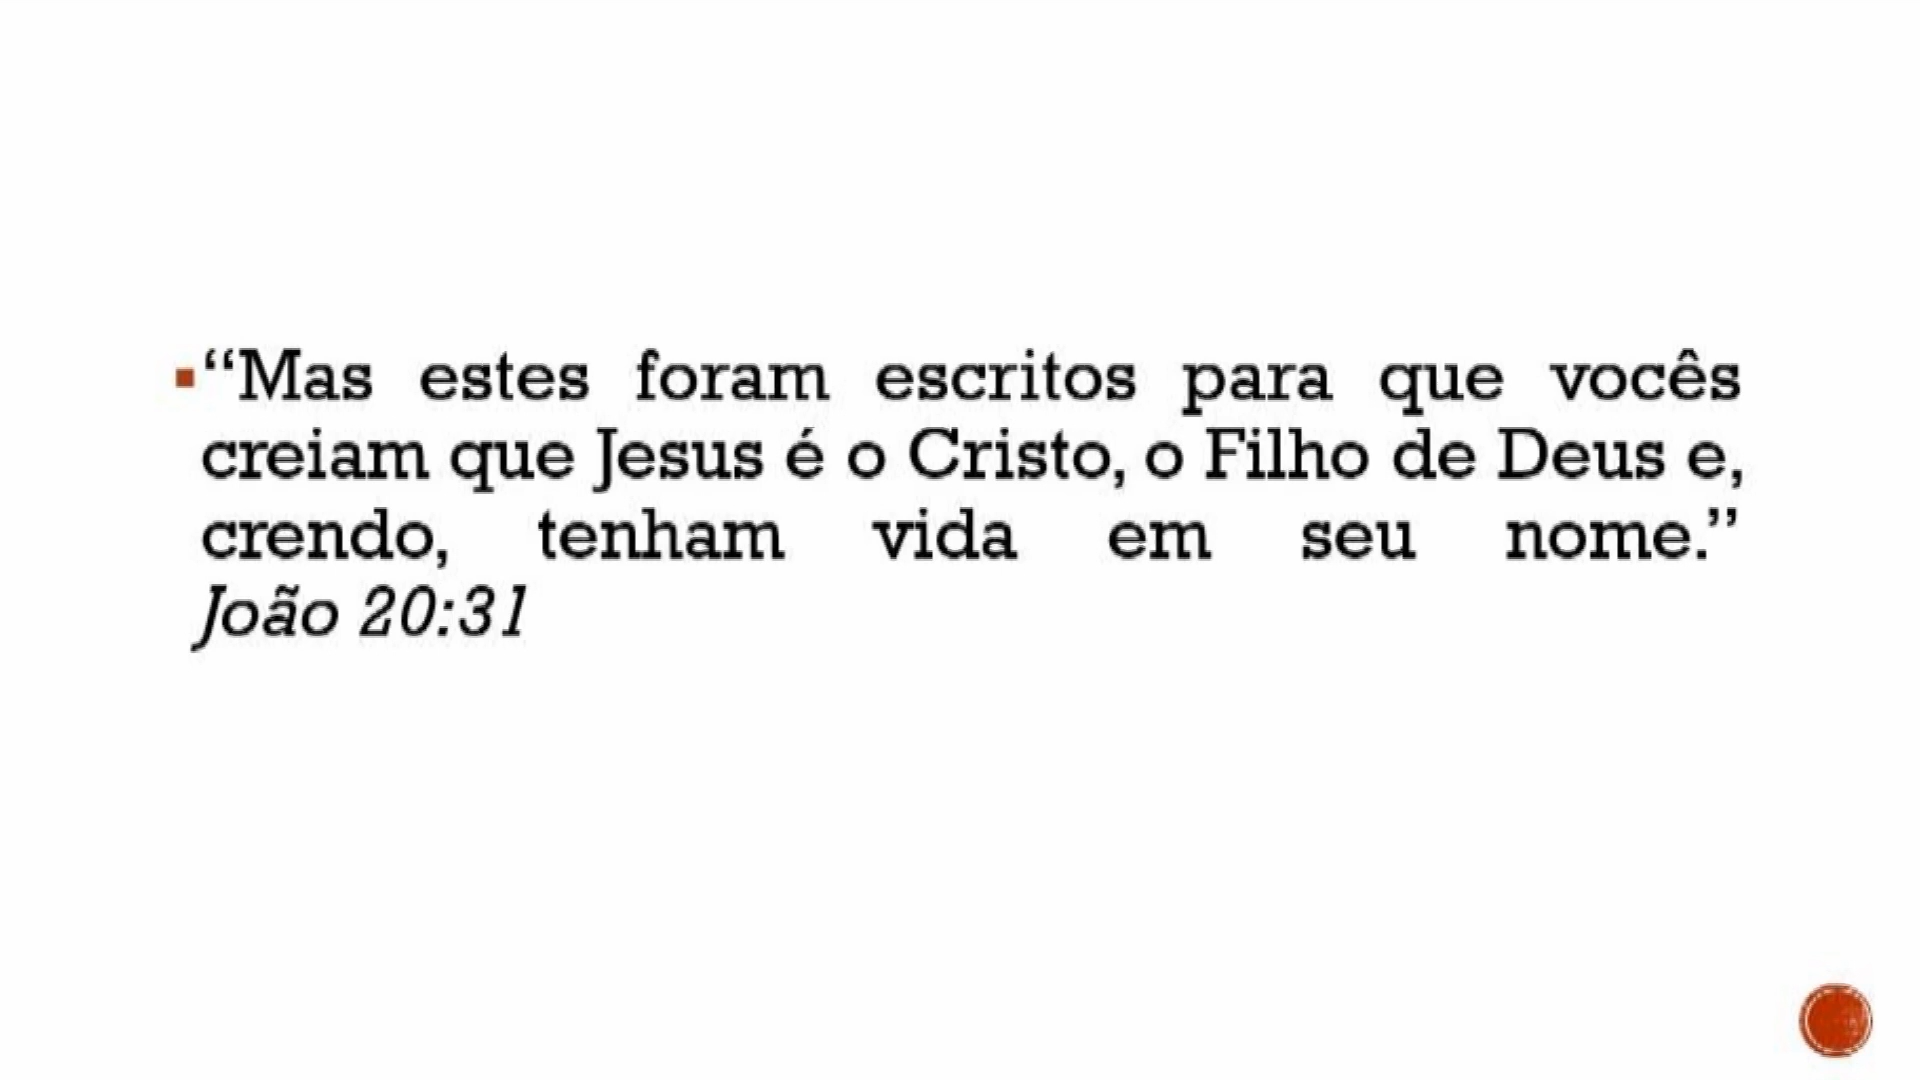 ▪“Mas estes foram escritos para que vocês
creiam que Jesus é o Cristo, o Filho de Deus e,
crendo, tenham vida em seu nome.”
João 20:31